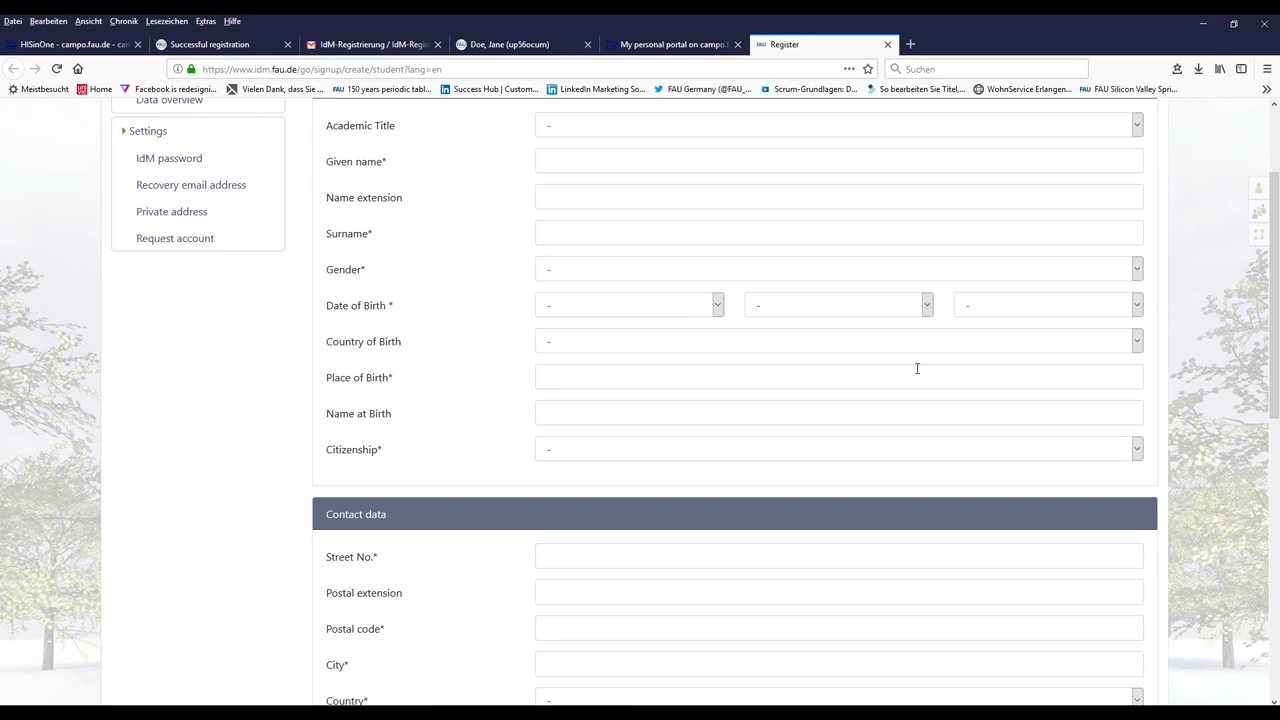 Datei Bearbeiten Ansicht Chronik Lesezeichen Extras Hilfe
HISinOne - campo.fau.de - can
Successful registration
IdM-Registrierung / IdM-Regist
Doe, Jane (up56ocum)
My personal portal on campo.f
FAU Register
https://www.idm.fau.de/go/signup/create/student?lang=en
Suchen
Meistbesucht Home Facebook is redesigni... Vielen Dank, dass Sie ... FAU 150 years periodic tabl... Success Hub | Custom... LinkedIn Marketing So... FAU Germany (@FAU_... Scrum-Grundlagen: D... So bearbeiten Sie Titel,... WohnService Erlangen... FAU Silicon Valley Spri...
Data overview
Settings
IdM password
Recovery email address
Private address
Request account
Academic Title -
Given name*
Name extension
Surname*
Gender* -
Date of Birth * - - -
Country of Birth -
Place of Birth*
Name at Birth
Citizenship* -
Contact data
Street No.*
Postal extension
Postal code*
City*
Country* -